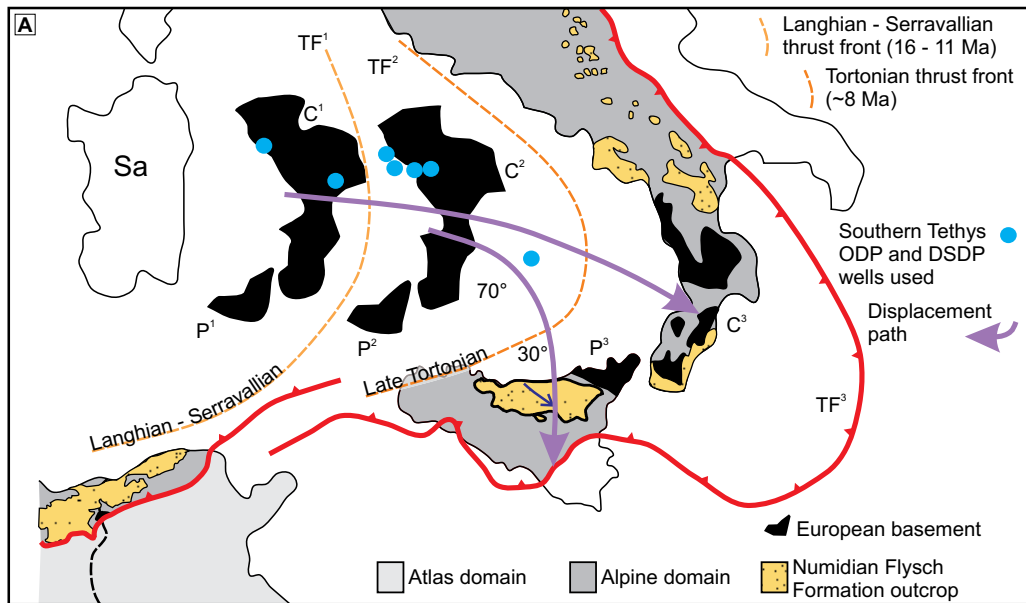 A
Langhian - Serravallian
thrust front (16 - 11 Ma)
Tortonian thrust front
(~8 Ma)
TF¹
TF²
C¹
C²
Sa
Southern Tethys
ODP and DSDP
wells used
Displacement
path
70°
P¹
P²
30°
P³
C³
TF³
Late Tortonian
Langhian - Serravallian
European basement
Atlas domain
Alpine domain
Numidian Flysch
Formation outcrop